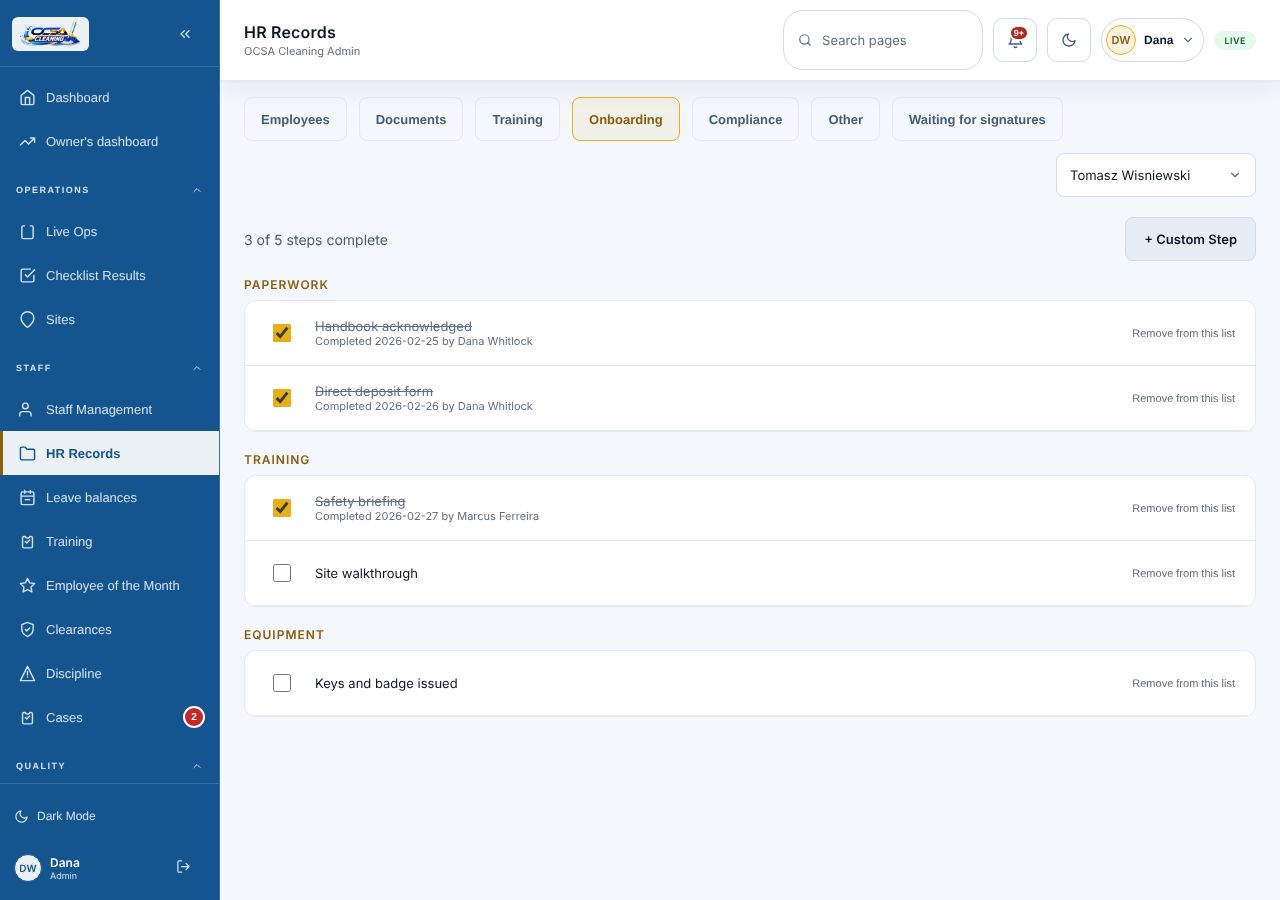 OCSA
CLEANING
Dashboard
Owner's dashboard
OPERATIONS
Live Ops
Checklist Results
Sites
STAFF
Staff Management
HR Records
Leave balances
Training
Employee of the Month
Clearances
Discipline
Cases
2
QUALITY
Dark Mode
DW
Dana
Admin
HR Records
OCSA Cleaning Admin
Search pages
9+
DW
Dana
LIVE
Employees
Documents
Training
Onboarding
Compliance
Other
Waiting for signatures
Tomasz Wisniewski
3 of 5 steps complete
+ Custom Step
PAPERWORK
Handbook acknowledged
Completed 2026-02-25 by Dana Whitlock
Remove from this list
Direct deposit form
Completed 2026-02-26 by Dana Whitlock
Remove from this list
TRAINING
Safety briefing
Completed 2026-02-27 by Marcus Ferreira
Remove from this list
Site walkthrough
Remove from this list
EQUIPMENT
Keys and badge issued
Remove from this list